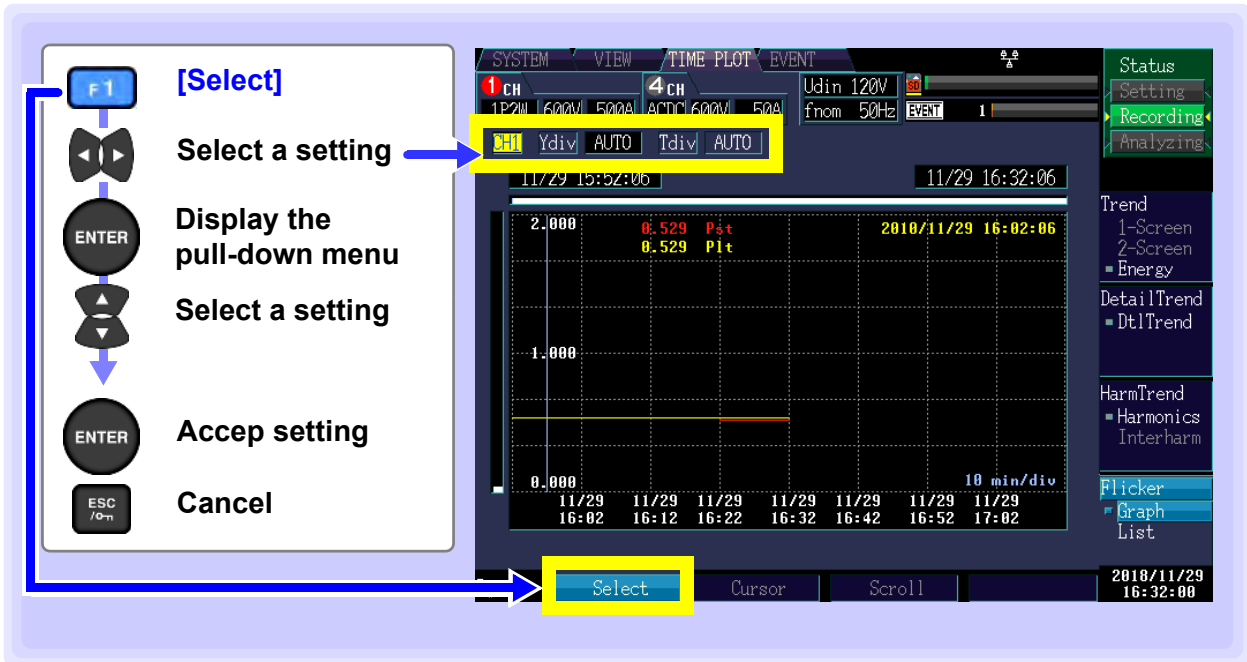 F1
[Select]
Select a setting
ENTER
Display the
pull-down menu
Select a setting
ENTER
Accep setting
ESC
/O
Cancel
SYSTEM VIEW TIME PLOT EVENT
1 CH 4 CH Udin 120V SD
1P2W 600V 500A ACDC 600V 50A fnom 50Hz EVENT 1
CH1 Ydiv AUTO Tdiv AUTO
11/29 15:52:06 11/29 16:32:06
2.000 0.529 Pst 2018/11/29 16:02:06
0.529 Plt
1.000
0.000 10 min/div
11/29 11/29 11/29 11/29 11/29 11/29 11/29
16:02 16:12 16:22 16:32 16:42 16:52 17:02
Select Cursor Scroll
Status
Setting
Recording
Analyzing
Trend
1-Screen
2-Screen
Energy
DetailTrend
DtlTrend
HarmTrend
Harmonics
Interharm
Flicker
Graph
List
2018/11/29
16:32:00